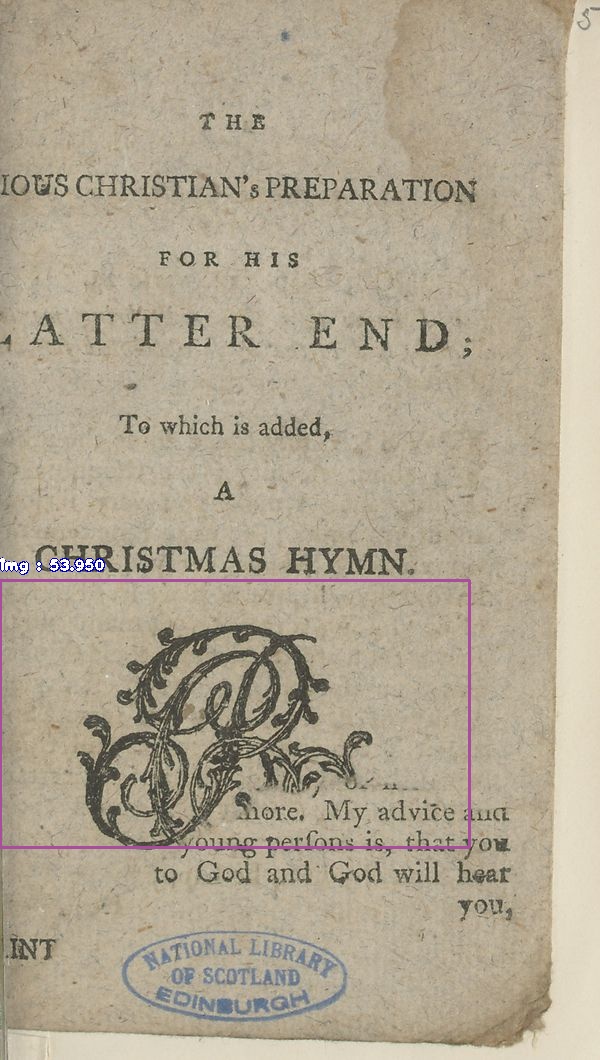 5
THE
IOUS CHRISTIAN's PREPARATION
FOR HIS
LATTER END;
To which is added,
A
CHRISTMAS HYMN.
img : 53.950
more. My advice and
young perſons is, that you
to God and God will hear
you,
INT
NATIONAL LIBRARY
OF SCOTLAND
EDINBURGH